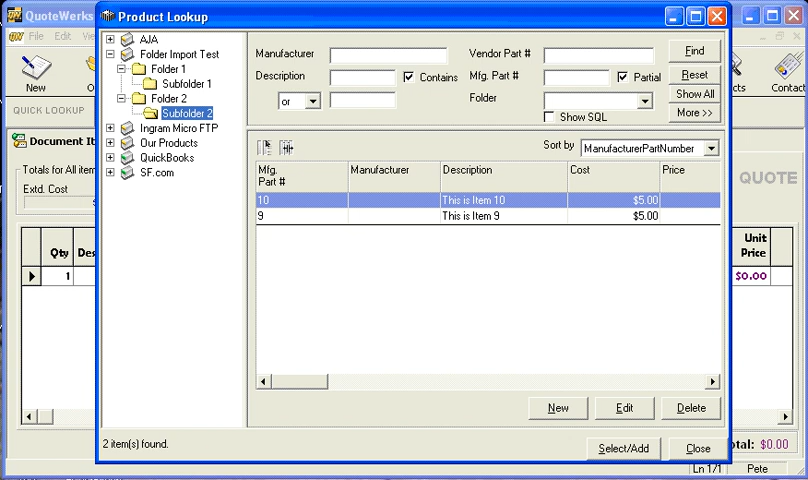 QuoteWerks
File Edit
New
QUICK LOOKUP
Document It
Totals for All item
Extd. Cost
Qty Des
1
Product Lookup
AJA
Folder Import Test
Folder 1
Subfolder 1
Folder 2
Subfolder 2
Ingram Micro FTP
Our Products
QuickBooks
SF.com
Manufacturer
Vendor Part #
Find
Description
Contains
Mfg. Part #
Partial
Reset
or
Folder
Show All
Show SQL
More >>
Sort by ManufacturerPartNumber
Mfg.
Part # Manufacturer Description Cost Price
10 This is Item 10 $5.00
9 This is Item 9 $5.00
New Edit Delete
2 item(s) found.
Select/Add Close
cts Contact
QUOTE
Unit
Price
$0.00
otal: $0.00
Ln 1/1 Pete